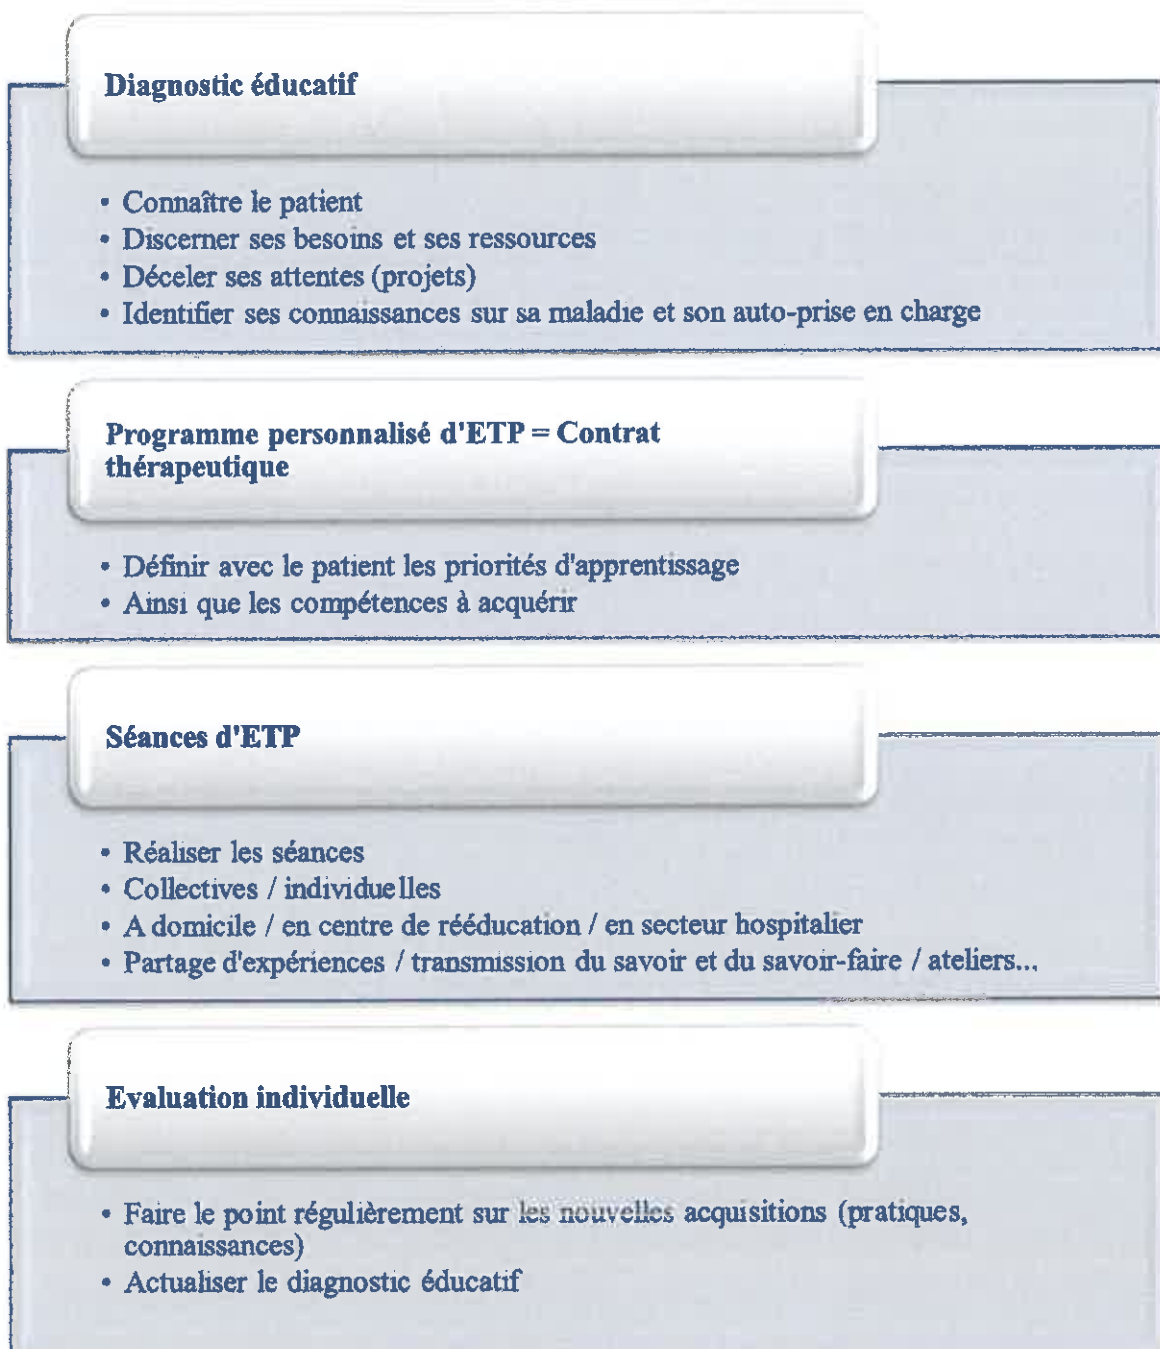 Diagnostic éducatif
• Connaître le patient
• Discerner ses besoins et ses ressources
• Déceler ses attentes (projets)
• Identifier ses connaissances sur sa maladie et son auto-prise en charge
Programme personnalisé d'ETP = Contrat
thérapeutique
• Définir avec le patient les priorités d'apprentissage
• Ainsi que les compétences à acquérir
Séances d'ETP
• Réaliser les séances
• Collectives / individuelles
• A domicile / en centre de rééducation / en secteur hospitalier
• Partage d'expériences / transmission du savoir et du savoir-faire / ateliers...
Evaluation individuelle
• Faire le point régulièrement sur les nouvelles acquisitions (pratiques,
connaissances)
• Actualiser le diagnostic éducatif